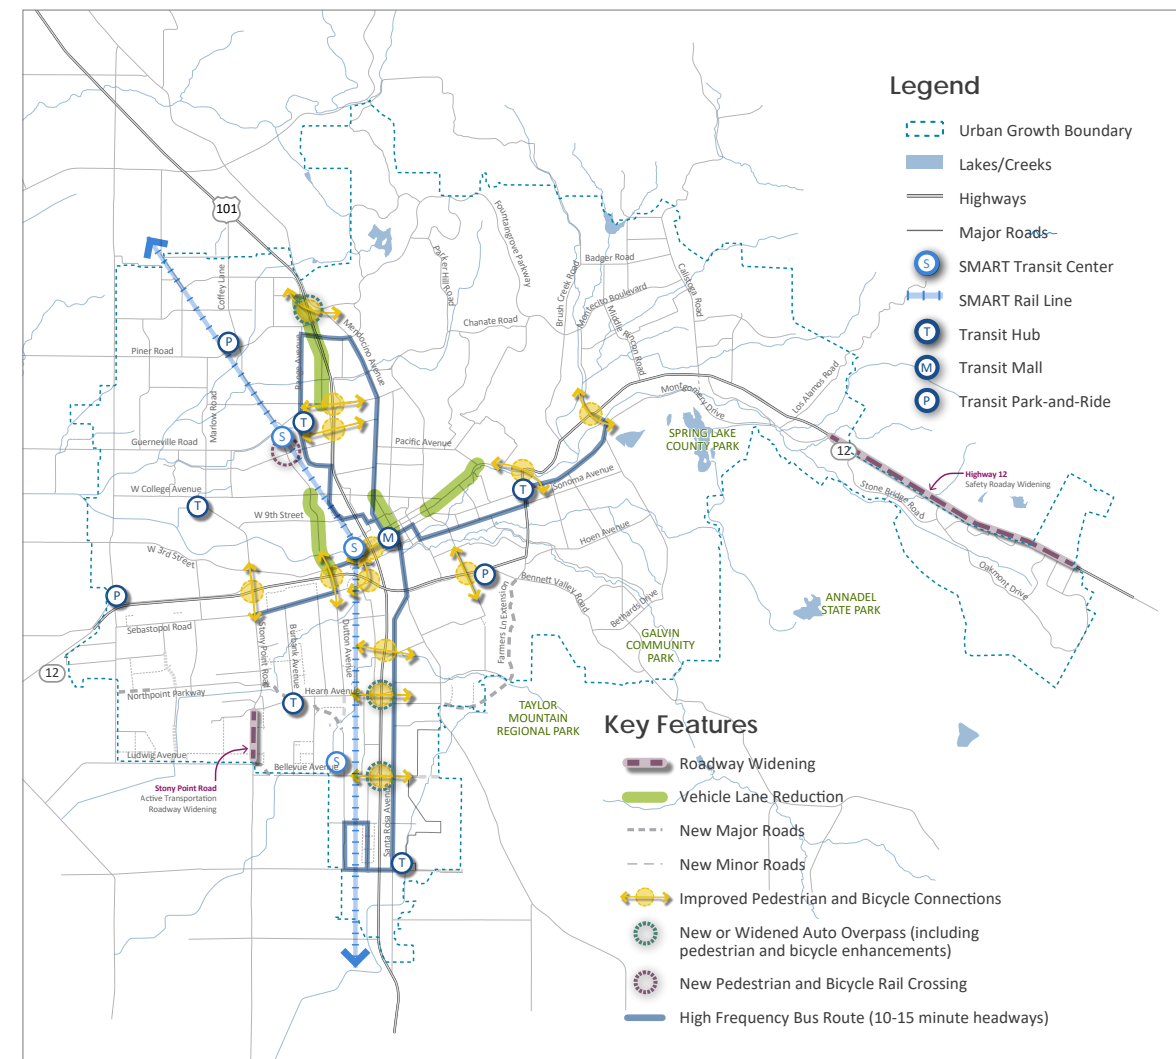 Legend
Urban Growth Boundary
Lakes/Creeks
Highways
Major Roads
S
SMART Transit Center
SMART Rail Line
T
Transit Hub
M
Transit Mall
P
Transit Park-and-Ride
101
Coffey Lane
Fountaingrove Parkway
Parker Hill Road
Brush Creek Road
Badger Road
Calistoga Road
Montecito Boulevard
Middle Rincon Road
Chanate Road
Mendocino Avenue
Range Avenue
P
Piner Road
Marlow Road
Los Alamos Road
Montgomery Drive
T
S
Guerneville Road
Pacific Avenue
SPRING LAKE
COUNTY PARK
12
Highway 12
Safety Roaday Widening
Stone Bridge Road
Sonoma Avenue
T
W College Avenue
T
W 9th Street
M
S
Hoen Avenue
W 3rd Street
Oakmont Drive
P
P
Bennett Valley Road
Bethards Drive
ANNADEL
STATE PARK
Sebastopol Road
Farmers Ln Extension
GALVIN
COMMUNITY
PARK
12
Stony Point Road
Burbank Avenue
Dutton Avenue
Northpoint Parkway
Hearn Avenue
T
TAYLOR
MOUNTAIN
REGIONAL PARK
Ludwig Avenue
Bellevue Avenue
S
Stony Point Road
Active Transportation
Roadway Widening
Santa Rosa Avenue
T
Key Features
Roadway Widening
Vehicle Lane Reduction
New Major Roads
New Minor Roads
Improved Pedestrian and Bicycle Connections
New or Widened Auto Overpass (including
pedestrian and bicycle enhancements)
New Pedestrian and Bicycle Rail Crossing
High Frequency Bus Route (10-15 minute headways)